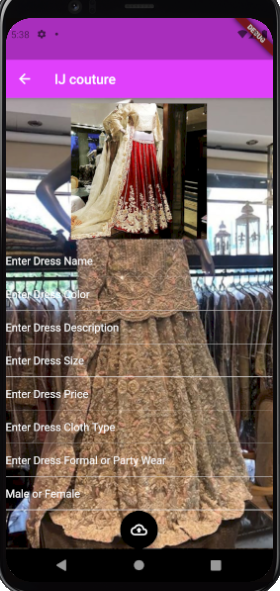 5:38
DEBUG
IJ couture
Enter Dress Name
Enter Dress Color
Enter Dress Description
Enter Dress Size
Enter Dress Price
Enter Dress Cloth Type
Enter Dress Formal or Party Wear
Male or Female